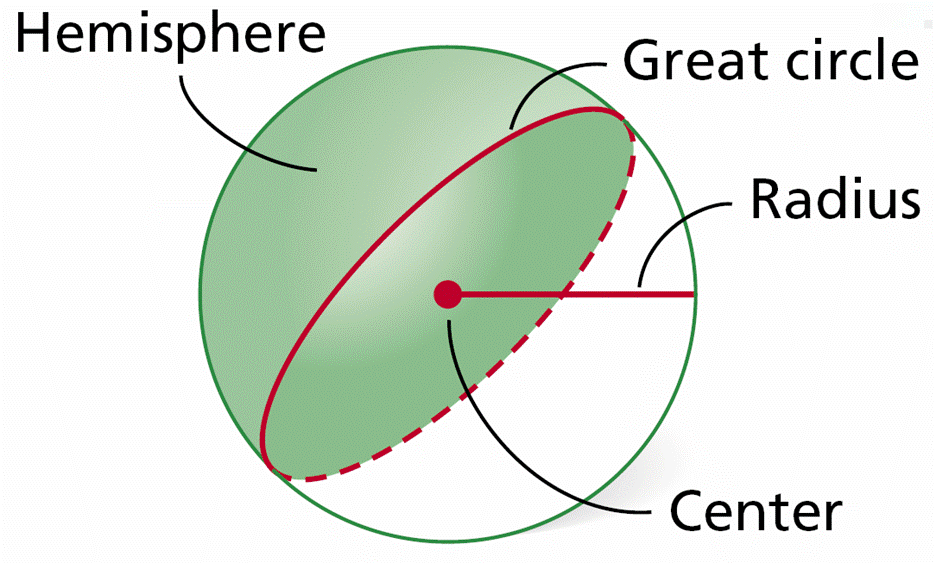 Hemisphere
Great circle
Radius
Center